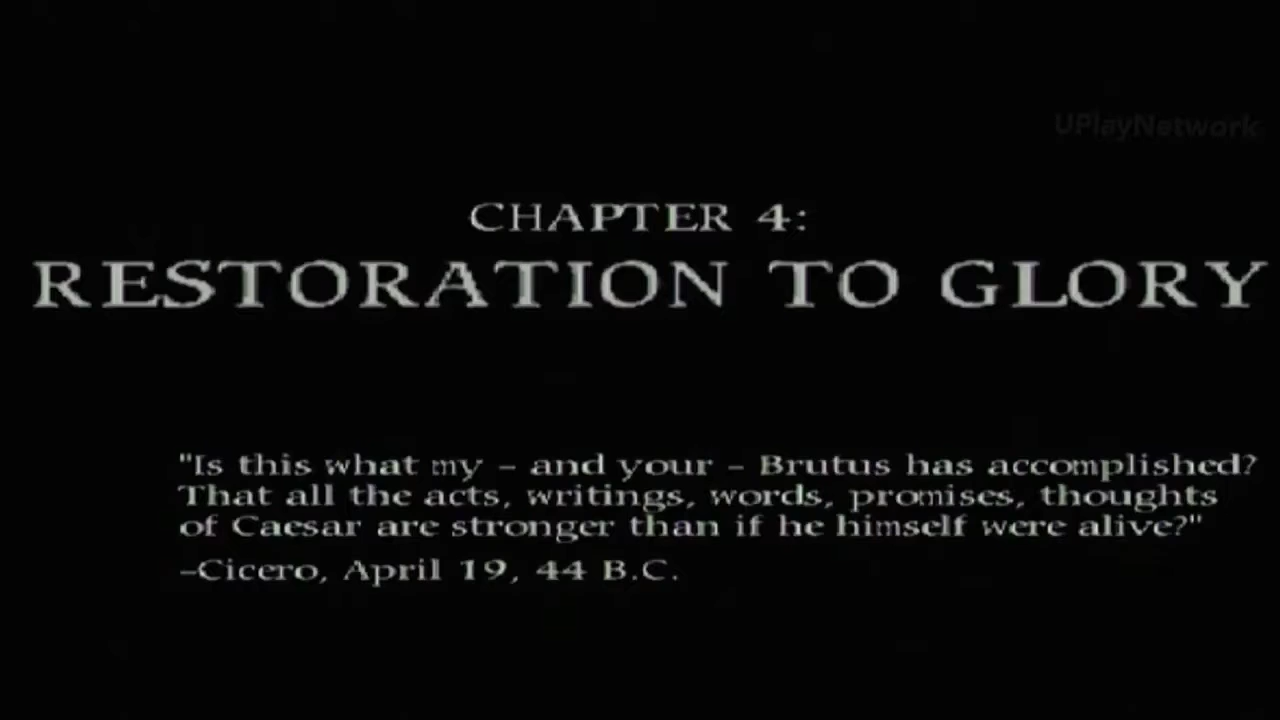 UPlayNetwork
CHAPTER 4:
RESTORATION TO GLORY
"Is this what my – and your – Brutus has accomplished?
That all the acts, writings, words, promises, thoughts
of Caesar are stronger than if he himself were alive?"
–Cicero, April 19, 44 B.C.